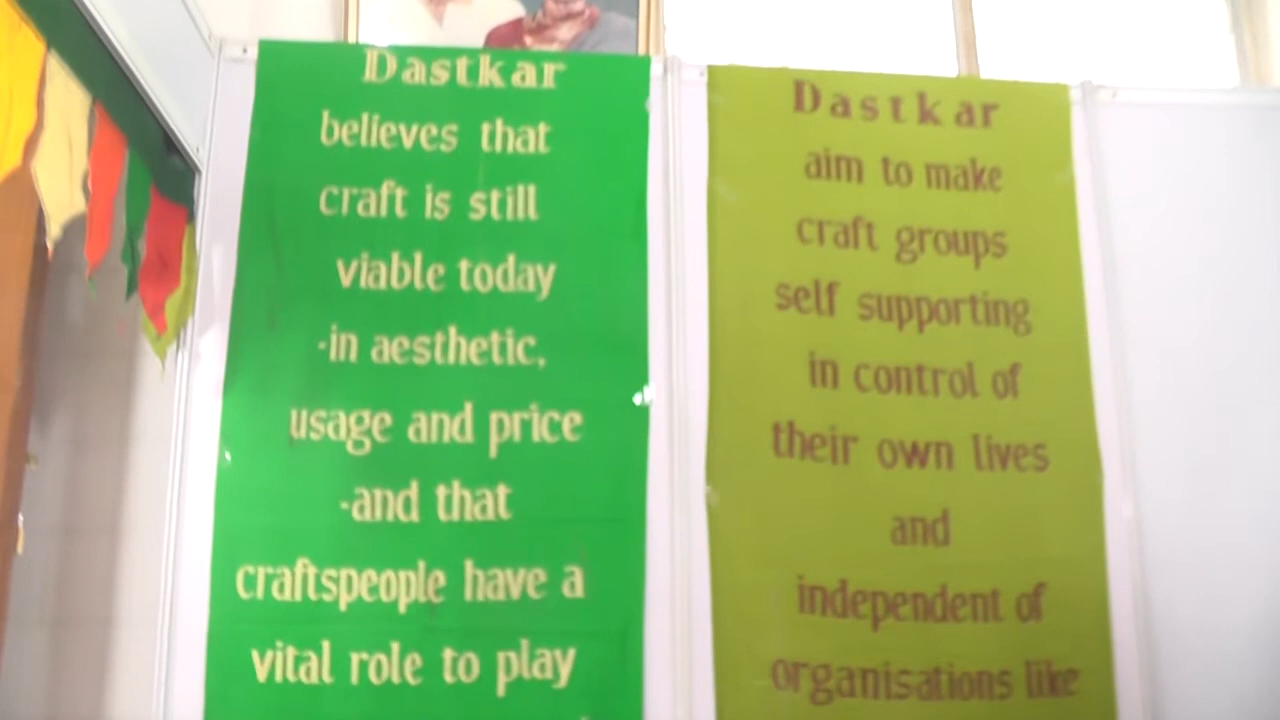 Dastkar
believes that
craft is still
viable today
-in aesthetic,
usage and price
-and that
craftspeople have a
vital role to play
Dastkar
aim to make
craft groups
self supporting
in control of
their own lives
and
independent of
organisations like